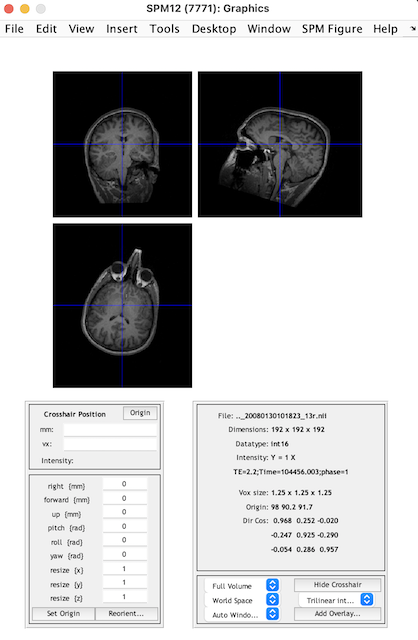 SPM12 (7771): Graphics
File Edit View Insert Tools Desktop Window SPM Figure Help
Crosshair Position
Origin
mm:
vx:
Intensity:
right {mm} 0
forward {mm} 0
up {mm} 0
pitch {rad} 0
roll {rad} 0
yaw {rad} 0
resize {x} 1
resize {y} 1
resize {z} 1
Set Origin
Reorient...
File: .._20080130101823_13r.nii
Dimensions: 192 x 192 x 192
Datatype: int16
Intensity: Y = 1 X
TE=2.2;Time=104456.003;phase=1
Vox size: 1.25 x 1.25 x 1.25
Origin: 98 90.2 91.7
Dir Cos: 0.968 0.252 -0.020
-0.247 0.925 -0.290
-0.054 0.286 0.957
Full Volume
Hide Crosshair
World Space
Trilinear int...
Auto Windo...
Add Overlay...